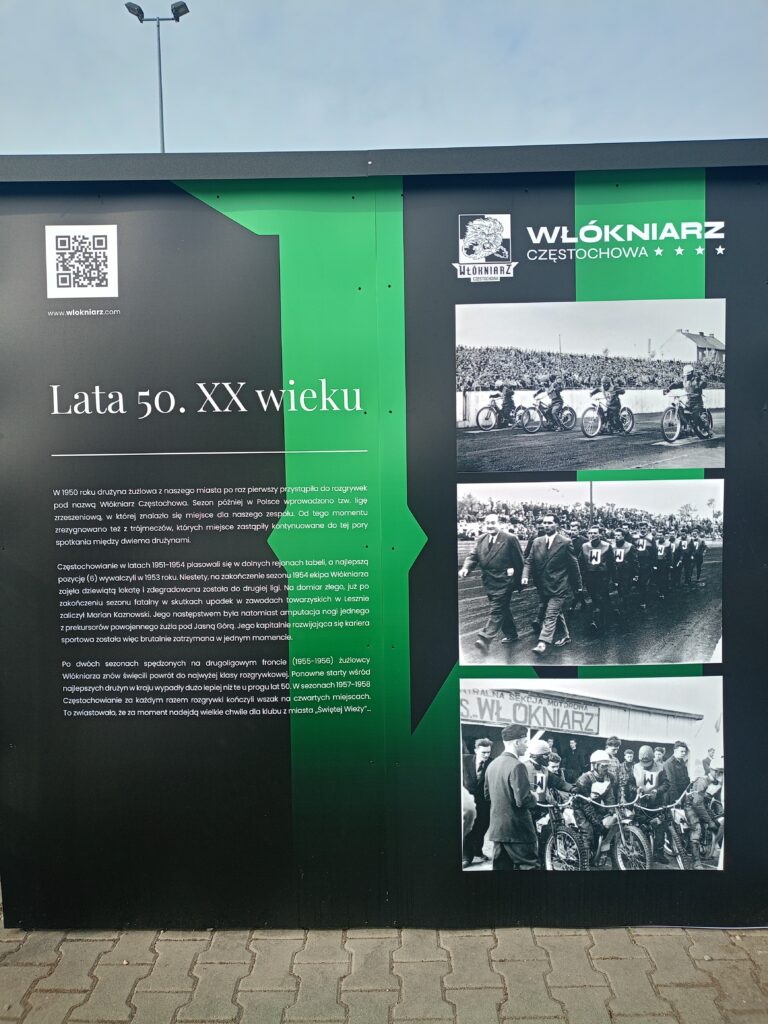 www.wlokniarz.com
WŁÓKNIARZ
CZĘSTOCHOWA
WŁÓKNIARZ
CZĘSTOCHOWA
Lata 50. XX wieku
W 1950 roku drużyna żużlowa z naszego miasta po raz pierwszy przystąpiła do rozgrywek
pod nazwą Włókniarz Częstochowa. Sezon później w Polsce wprowadzono tzw. ligę
zrzeszeniową, w której znalazło się miejsce dla naszego zespołu. Od tego momentu
zrezygnowano też z trójmeczów, których miejsce zastąpiły kontynuowane do tej pory
spotkania między dwiema drużynami.
Częstochowianie w latach 1951-1954 plasowali się w dolnych rejonach tabeli, a najlepszą
pozycję (6) wywalczyli w 1953 roku. Niestety, na zakończenie sezonu 1954 ekipa Włókniarza
zajęła dziewiątą lokatę i zdegradowana została do drugiej ligi. Na domiar złego, już po
zakończeniu sezonu fatalny w skutkach upadek w zawodach towarzyskich w Lesznie
zaliczył Marian Kaznowski. Jego następstwem była natomiast amputacja nogi jednego
z prekursorów powojennego żużla pod Jasną Górą. Jego kapitalnie rozwijająca się kariera
sportowa została więc brutalnie zatrzymana w jednym momencie.
Po dwóch sezonach spędzonych na drugoligowym froncie (1955-1956) żużlowcy
Włókniarza znów święcili powrót do najwyżej klasy rozgrywkowej. Ponowne starty wśród
najlepszych drużyn w kraju wypadły dużo lepiej niż te u progu lat 50. W sezonach 1957-1958
Częstochowianie za każdym razem rozgrywki kończyli wszak na czwartych miejscach.
To zwiastowało, że za moment nadejdą wielkie chwile dla klubu z miasta „Świętej Wieży”...
W W
TRALNA SEKCJA MOTOROWA
S. „WŁÓKNIARZ”
W W